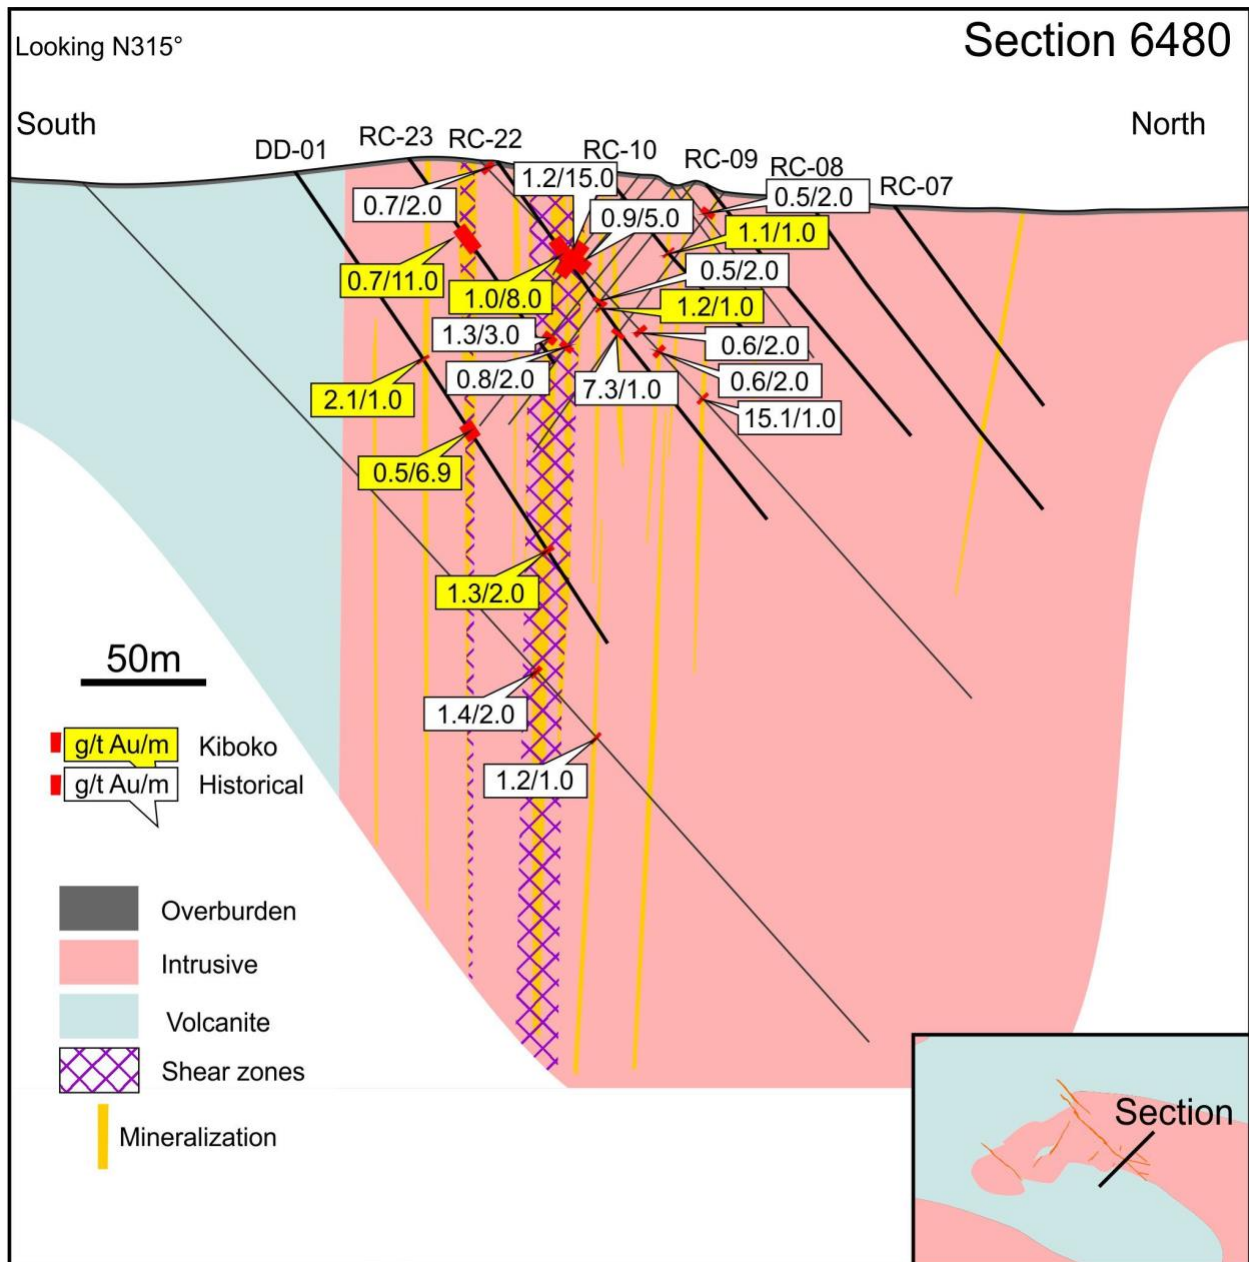 Looking N315°
Section 6480
South
North
DD-01
RC-23
RC-22
RC-10
RC-09
RC-08
RC-07
1.2/15.0
0.5/2.0
0.7/2.0
0.9/5.0
1.1/1.0
0.7/11.0
0.5/2.0
1.0/8.0
1.2/1.0
1.3/3.0
0.6/2.0
0.8/2.0
7.3/1.0
0.6/2.0
2.1/1.0
15.1/1.0
0.5/6.9
1.3/2.0
50m
1.4/2.0
g/t Au/m Kiboko
1.2/1.0
g/t Au/m Historical
Overburden
Intrusive
Volcanite
Shear zones
Mineralization
Section